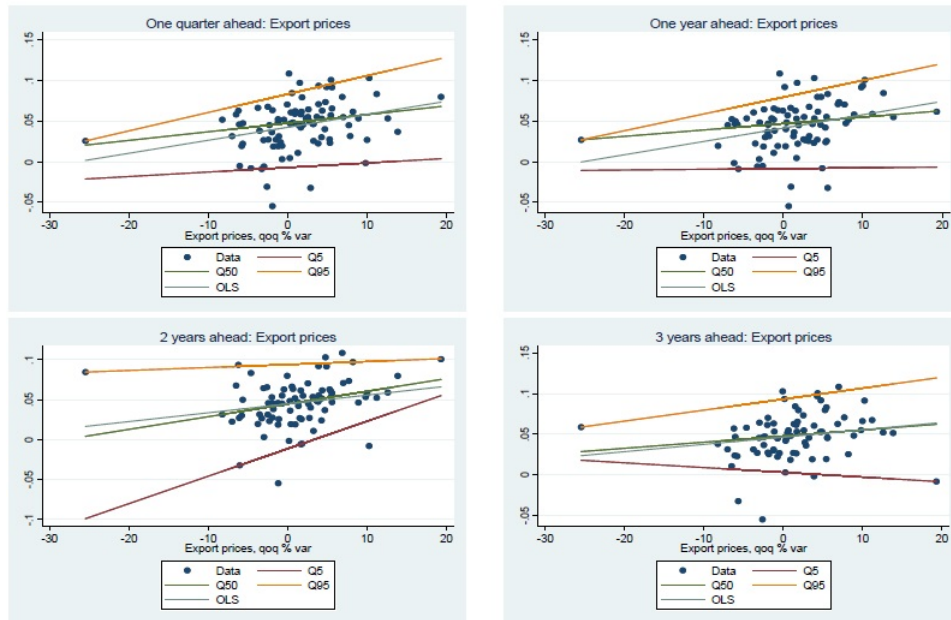 One quarter ahead: Export prices
.15
.1
.05
0
-.05
-30 -20 -10 0 10 20
Export prices, qoq % var
Data Q5
Q50 Q95
OLS
One year ahead: Export prices
.15
.1
.05
0
-.05
-30 -20 -10 0 10 20
Export prices, qoq % var
Data Q5
Q50 Q95
OLS
2 years ahead: Export prices
.1
.05
0
-.05
-.1
-30 -20 -10 0 10 20
Export prices, qoq % var
Data Q5
Q50 Q95
OLS
3 years ahead: Export prices
.15
.1
.05
0
-.05
-30 -20 -10 0 10 20
Export prices, qoq % var
Data Q5
Q50 Q95
OLS